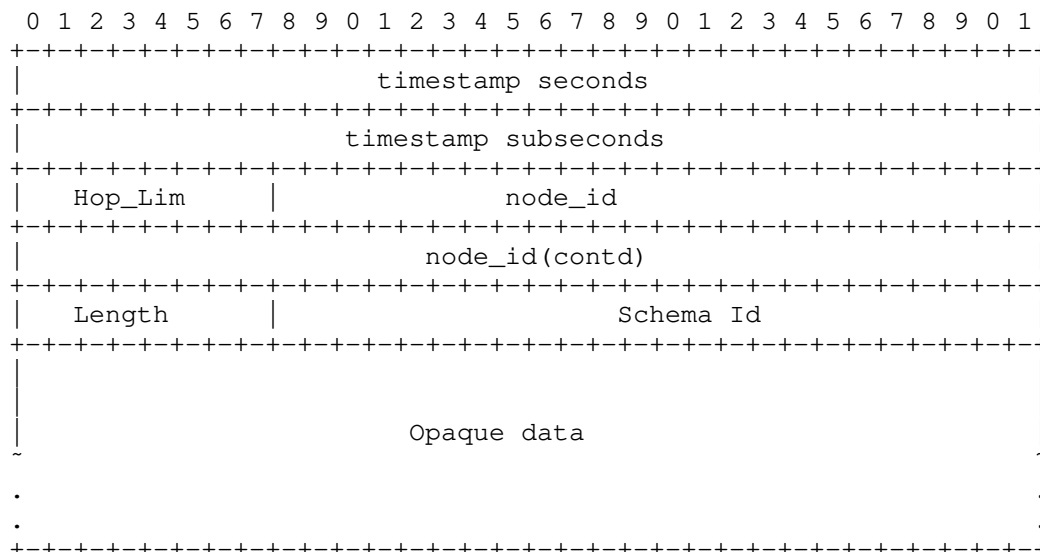 0 1 2 3 4 5 6 7 8 9 0 1 2 3 4 5 6 7 8 9 0 1 2 3 4 5 6 7 8 9 0 1
+-+-+-+-+-+-+-+-+-+-+-+-+-+-+-+-+-+-+-+-+-+-+-+-+-+-+-+-+-+-+-+--
|                      timestamp seconds
+-+-+-+-+-+-+-+-+-+-+-+-+-+-+-+-+-+-+-+-+-+-+-+-+-+-+-+-+-+-+-+--
|                    timestamp subseconds
+-+-+-+-+-+-+-+-+-+-+-+-+-+-+-+-+-+-+-+-+-+-+-+-+-+-+-+-+-+-+-+--
|   Hop_Lim     |              node_id
+-+-+-+-+-+-+-+-+-+-+-+-+-+-+-+-+-+-+-+-+-+-+-+-+-+-+-+-+-+-+-+--
|                         node_id(contd)
+-+-+-+-+-+-+-+-+-+-+-+-+-+-+-+-+-+-+-+-+-+-+-+-+-+-+-+-+-+-+-+--
|   Length      |                     Schema Id
+-+-+-+-+-+-+-+-+-+-+-+-+-+-+-+-+-+-+-+-+-+-+-+-+-+-+-+-+-+-+-+--
|
|
|                        Opaque data
~                                                               ~
.                                                               .
.                                                               .
+-+-+-+-+-+-+-+-+-+-+-+-+-+-+-+-+-+-+-+-+-+-+-+-+-+-+-+-+-+-+-+--